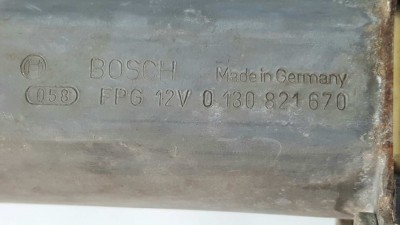 BOSCH Made in Germany
058 FPG 12V 0 130 821 670